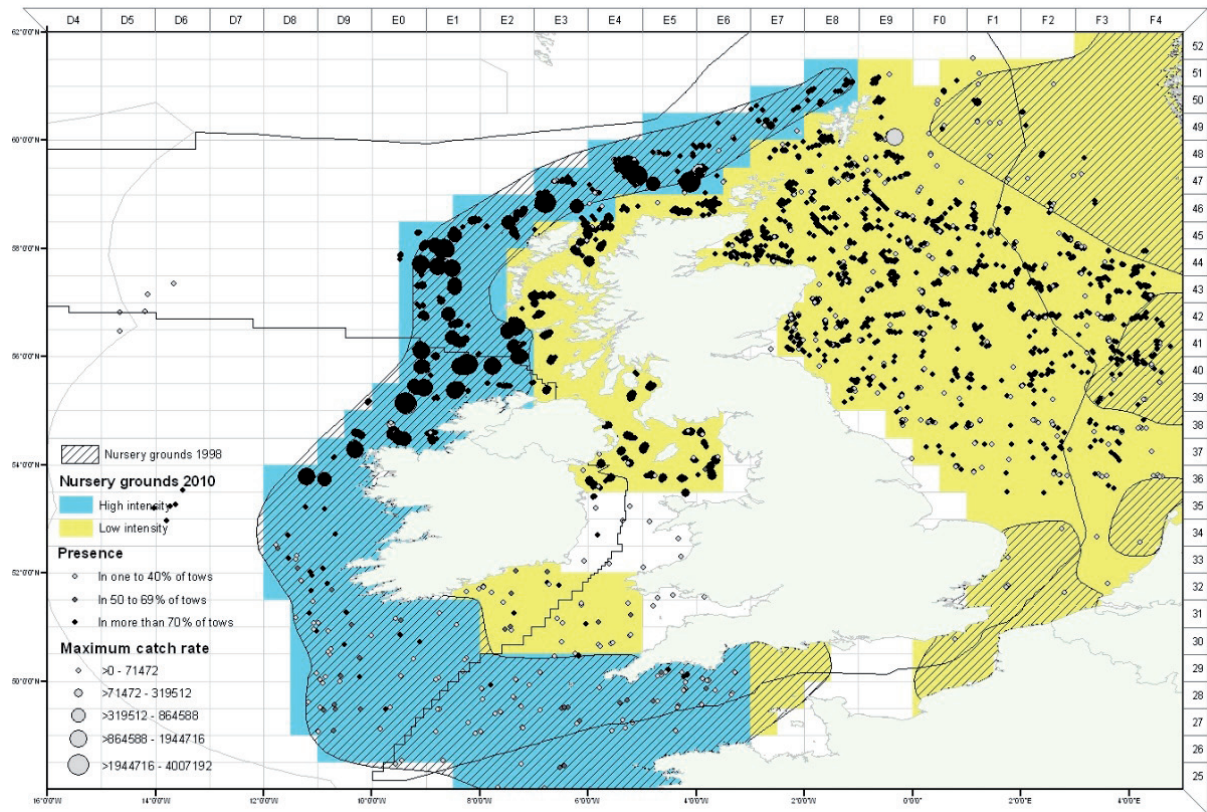 D4 D5 D6 D7 D8 D9 E0 E1 E2 E3 E4 E5 E6 E7 E8 E9 F0 F1 F2 F3 F4
62°0'0"N
52
51
50
60°0'0"N
49
48
47
46
58°0'0"N
45
44
43
42
56°0'0"N
41
40
39
38
Nursery grounds 1998
54°0'0"N
37
Nursery grounds 2010
36
High intensity
35
Low intensity
34
Presence
33
In one to 40% of tows
52°0'0"N
32
In 50 to 69% of tows
31
In more than 70% of tows
30
Maximum catch rate
29
>0 - 71472
50°0'0"N
28
>71472 - 319512
27
>319512 - 864588
26
>864588 - 1944716
25
>1944716 - 4007192
16°0'0"W 14°0'0"W 12°0'0"W 10°0'0"W 8°0'0"W 6°0'0"W 4°0'0"W 2°0'0"W 0°0'0" 2°0'0"E 4°0'0"E